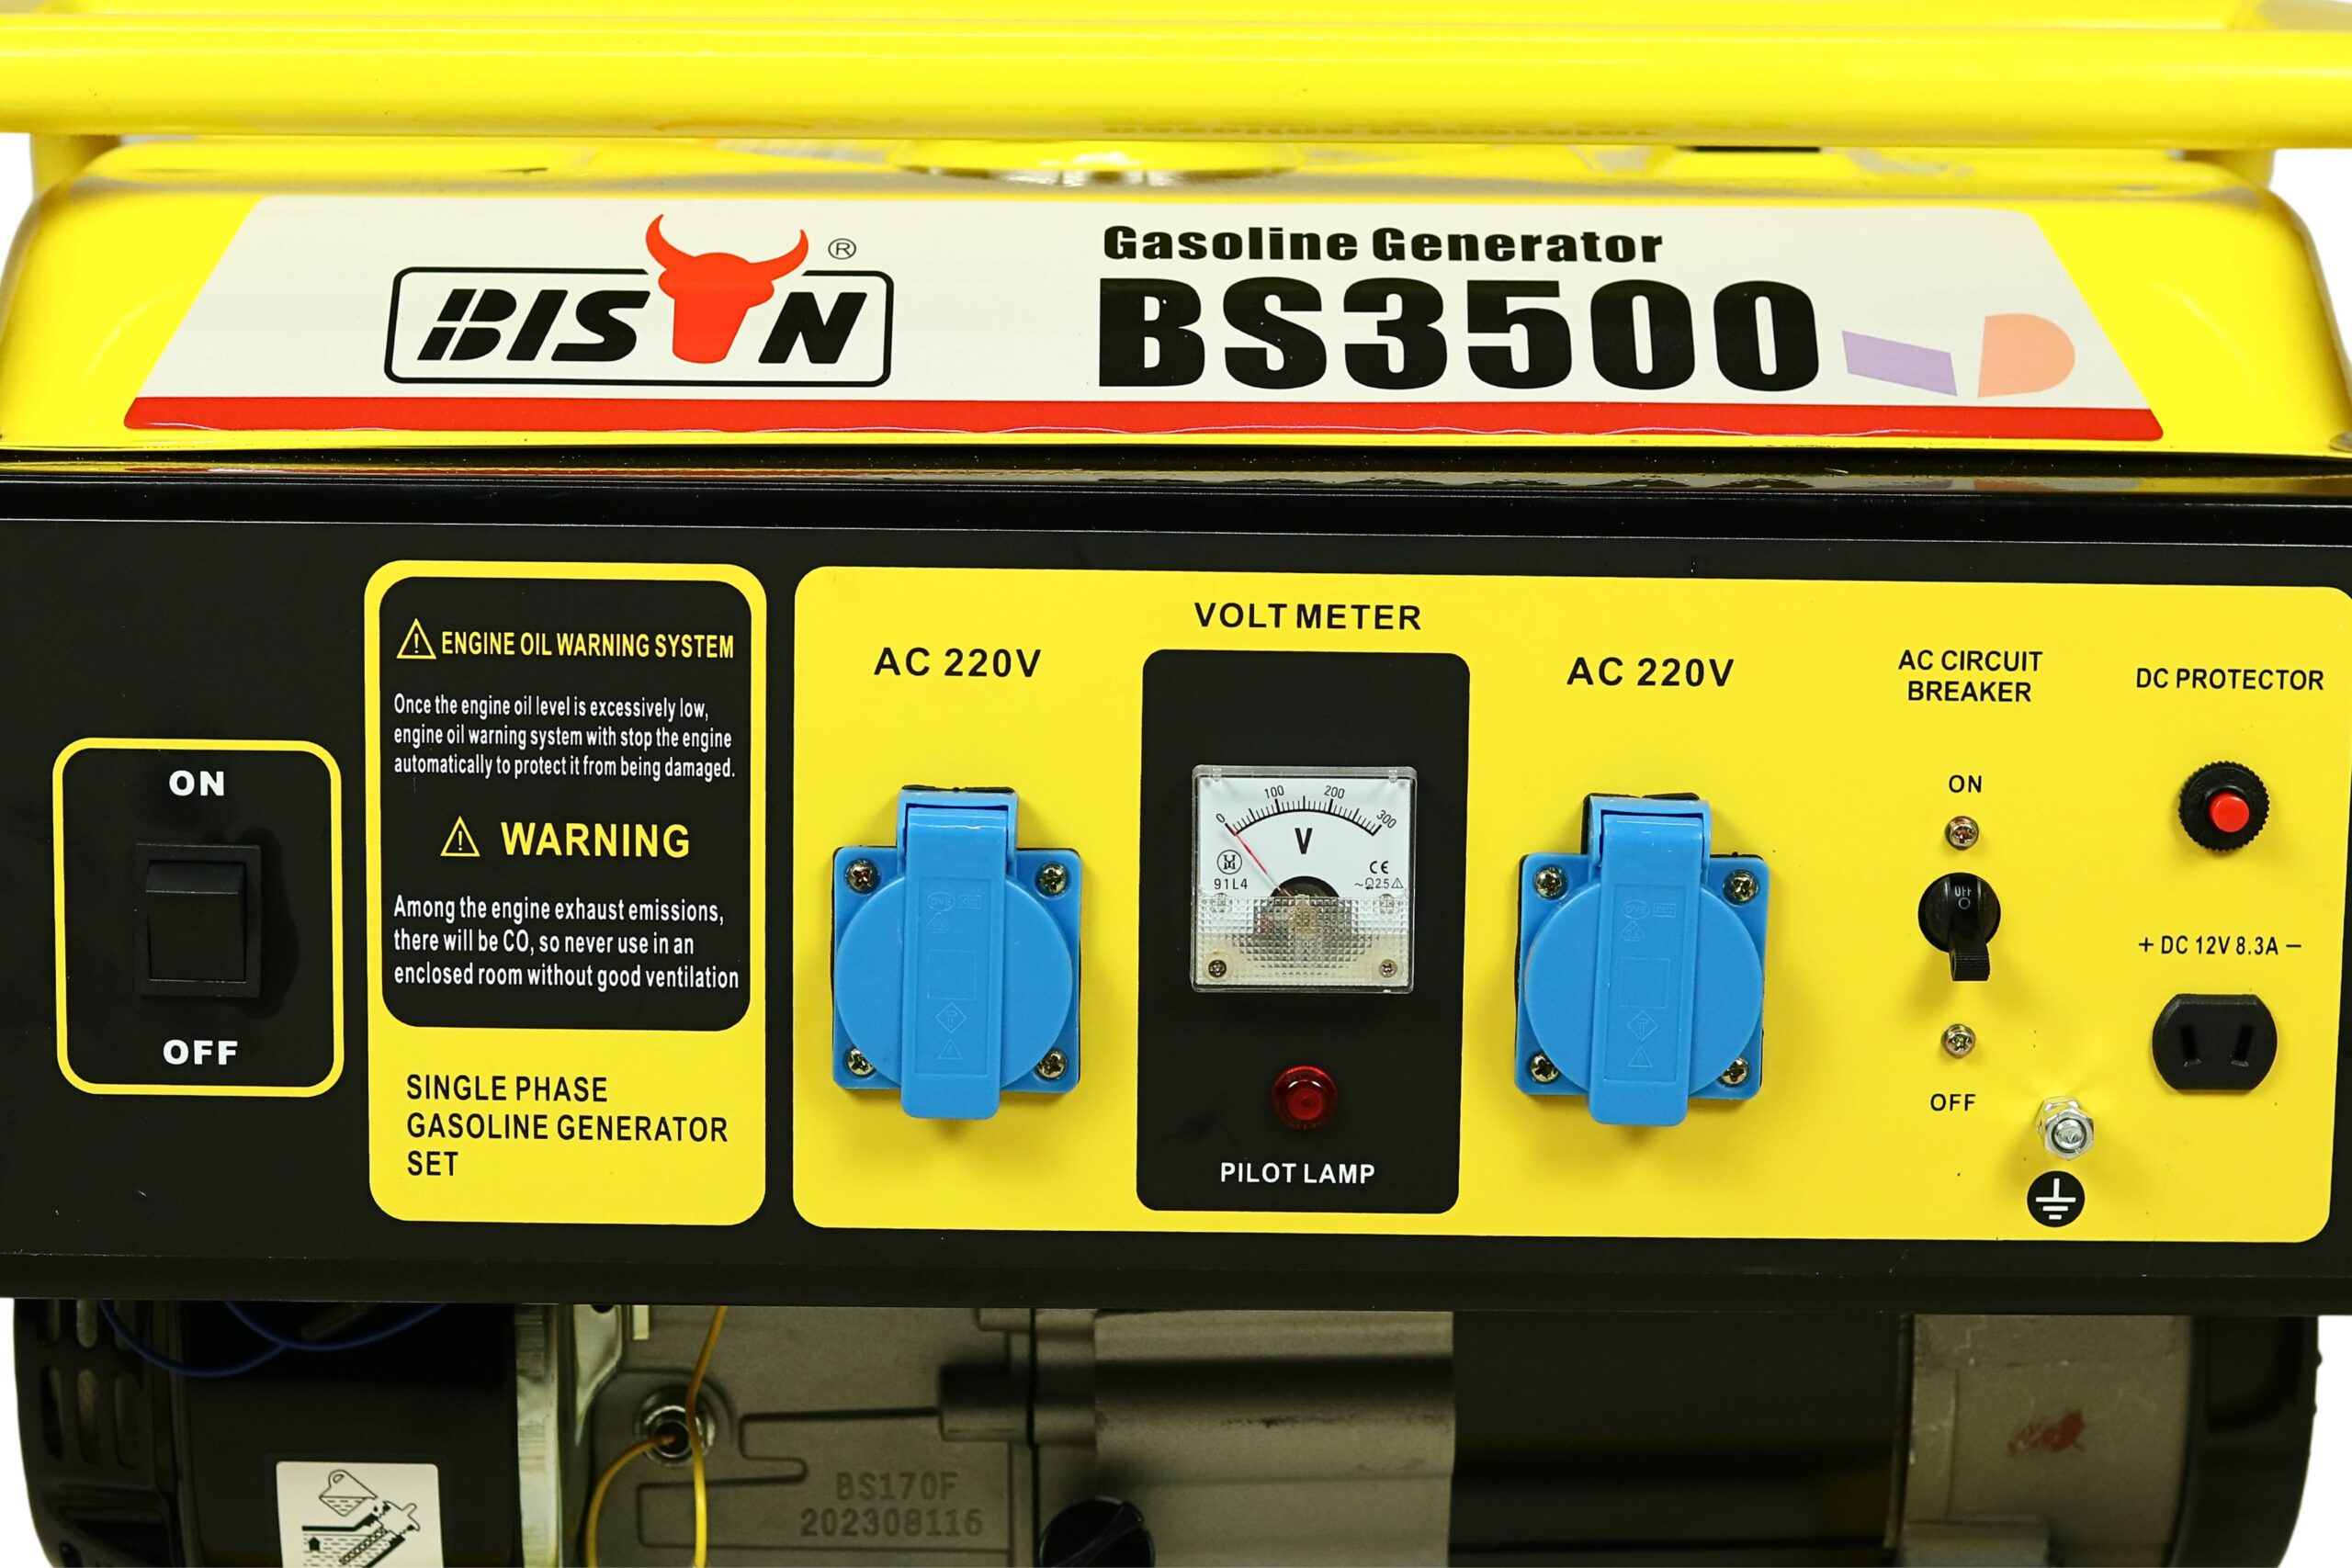 BISON ®
Gasoline Generator
BS3500
ON
OFF
ENGINE OIL WARNING SYSTEM
Once the engine oil level is excessively low,
engine oil warning system with stop the engine
automatically to protect it from being damaged.
WARNING
Among the engine exhaust emissions,
there will be CO, so never use in an
enclosed room without good ventilation
SINGLE PHASE
GASOLINE GENERATOR
SET
AC 220V
VOLT METER
0 100 200 300
V
91L4
CE
~ 2.5
PILOT LAMP
AC 220V
AC CIRCUIT
BREAKER
ON
OFF
OFF
DC PROTECTOR
+ DC 12V 8.3A −
BS170F
202308116